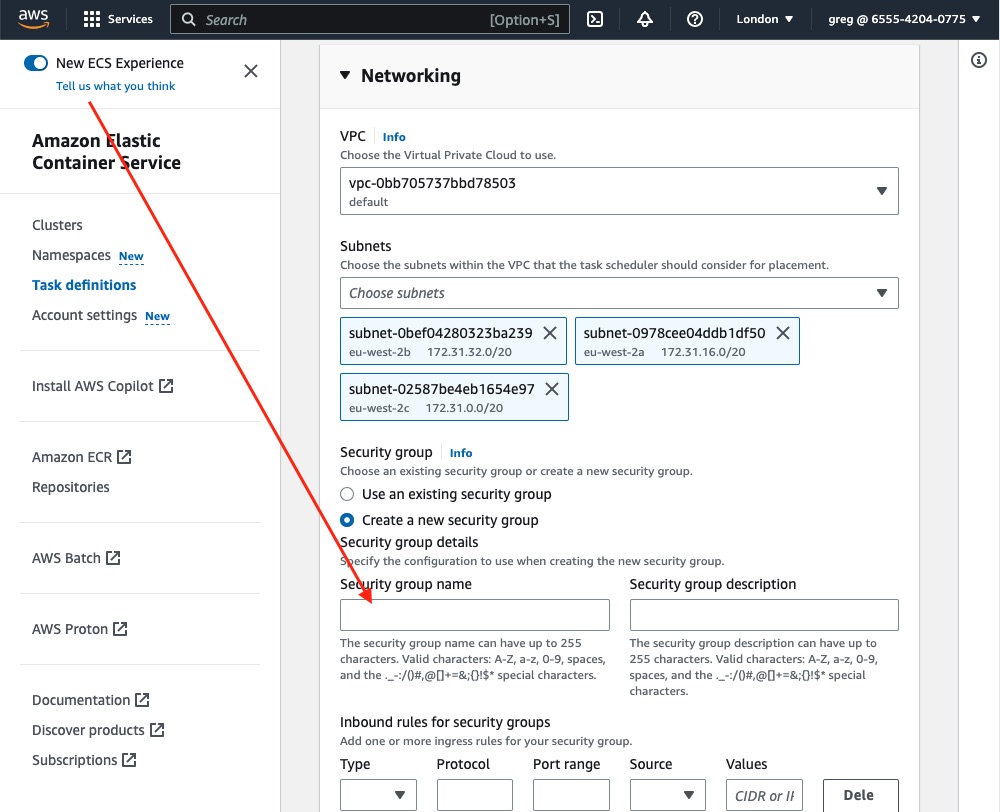 aws
Services
Search
[Option+S]
London
greg @ 6555-4204-0775
New ECS Experience
Tell us what you think
Amazon Elastic
Container Service
Clusters
Namespaces New
Task definitions
Account settings New
Install AWS Copilot
Amazon ECR
Repositories
AWS Batch
AWS Proton
Documentation
Discover products
Subscriptions
Networking
VPC Info
Choose the Virtual Private Cloud to use.
vpc-0bb705737bbd78503
default
Subnets
Choose the subnets within the VPC that the task scheduler should consider for placement.
Choose subnets
subnet-0bef04280323ba239
eu-west-2b 172.31.32.0/20
subnet-0978cee04ddb1df50
eu-west-2a 172.31.16.0/20
subnet-02587be4eb1654e97
eu-west-2c 172.31.0.0/20
Security group Info
Choose an existing security group or create a new security group.
Use an existing security group
Create a new security group
Security group details
Specify the configuration to use when creating the new security group.
Security group name
The security group name can have up to 255
characters. Valid characters: A-Z, a-z, 0-9, spaces,
and the ._-:/()#,@[]+=&;{}!$* special characters.
Security group description
The security group description can have up to
255 characters. Valid characters: A-Z, a-z, 0-9,
spaces, and the ._-:/()#,@[]+=&;{}!$* special
characters.
Inbound rules for security groups
Add one or more ingress rules for your security group.
Type Protocol Port range Source Values
CIDR or IP
Dele